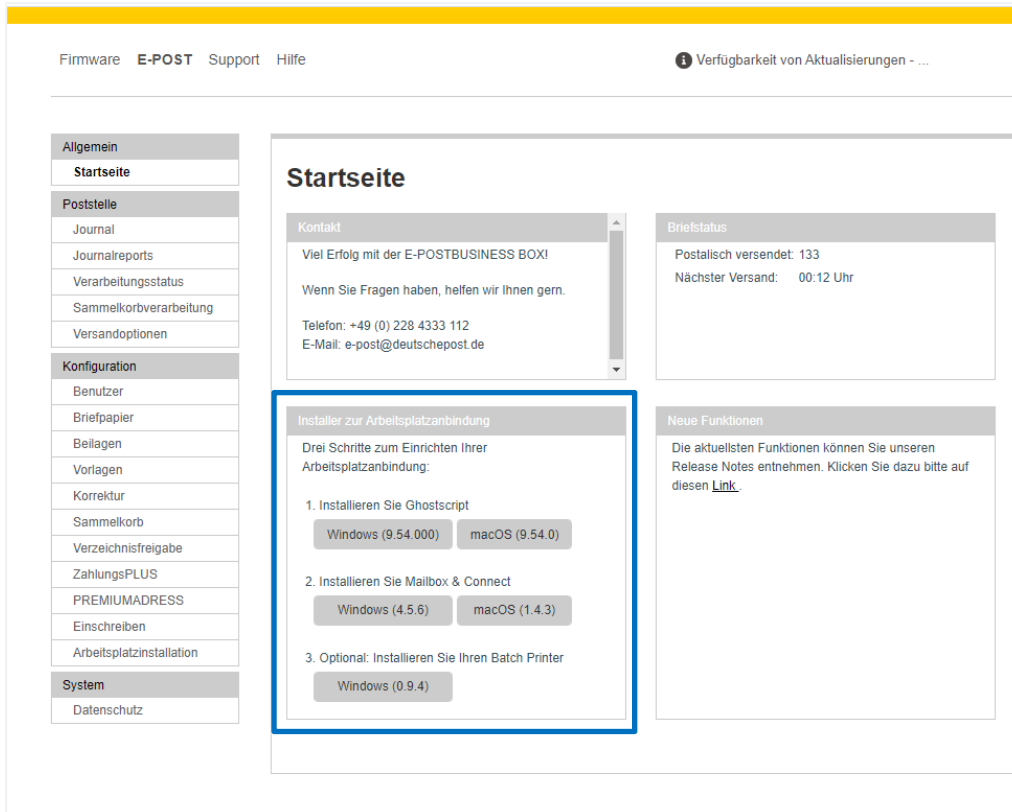 Firmware E-POST Support Hilfe
Verfügbarkeit von Aktualisierungen - ...
Allgemein
Startseite
Poststelle
Journal
Journalreports
Verarbeitungsstatus
Sammelkorbverarbeitung
Versandoptionen
Konfiguration
Benutzer
Briefpapier
Beilagen
Vorlagen
Korrektur
Sammelkorb
Verzeichnisfreigabe
ZahlungsPLUS
PREMIUMADRESS
Einschreiben
Arbeitsplatzinstallation
System
Datenschutz
Startseite
Kontakt
Viel Erfolg mit der E-POSTBUSINESS BOX!
Wenn Sie Fragen haben, helfen wir Ihnen gern.
Telefon: +49 (0) 228 4333 112
E-Mail: e-post@deutschepost.de
Briefstatus
Postalisch versendet: 133
Nächster Versand: 00:12 Uhr
Installer zur Arbeitsplatzanbindung
Drei Schritte zum Einrichten Ihrer
Arbeitsplatzanbindung:
1. Installieren Sie Ghostscript
Windows (9.54.000) macOS (9.54.0)
2. Installieren Sie Mailbox & Connect
Windows (4.5.6) macOS (1.4.3)
3. Optional: Installieren Sie Ihren Batch Printer
Windows (0.9.4)
Neue Funktionen
Die aktuellsten Funktionen können Sie unseren
Release Notes entnehmen. Klicken Sie dazu bitte auf
diesen Link .